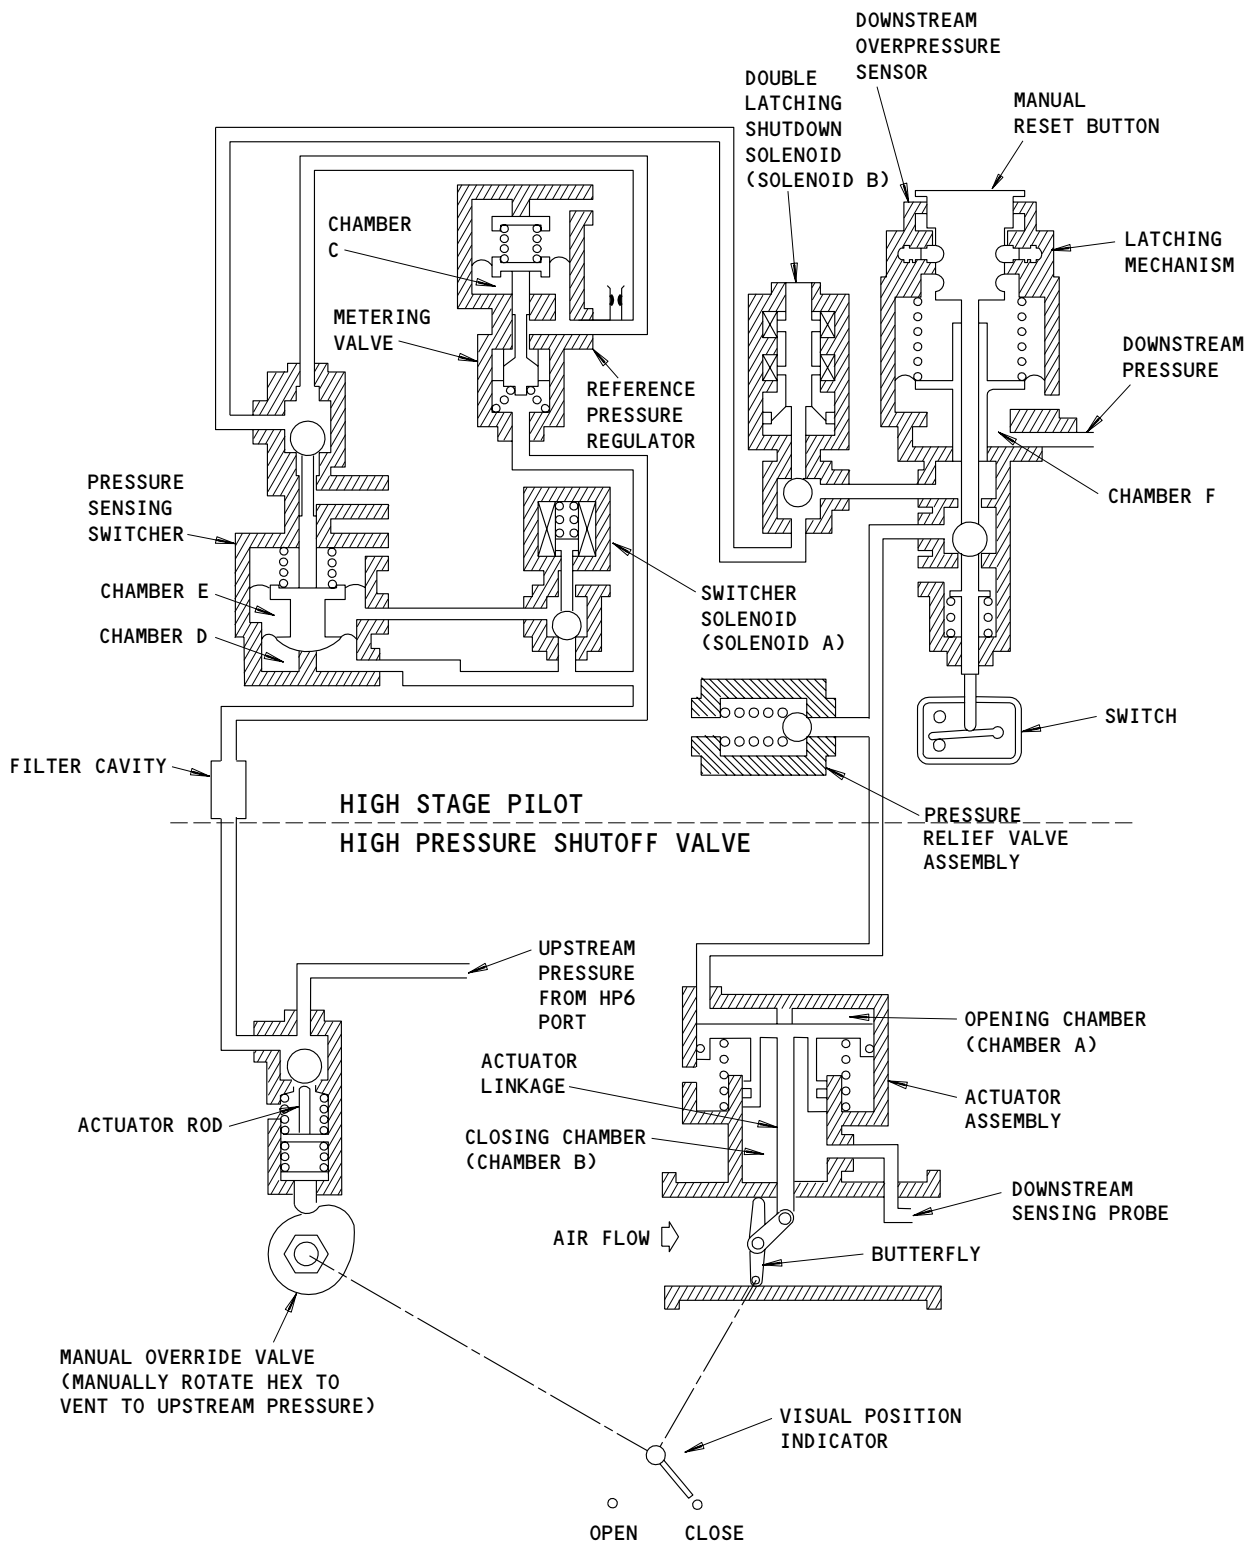 DOWNSTREAM
OVERPRESSURE
SENSOR
DOUBLE
LATCHING
SHUTDOWN
SOLENOID
(SOLENOID B)
MANUAL
RESET BUTTON
CHAMBER
C
LATCHING
MECHANISM
METERING
VALVE
DOWNSTREAM
PRESSURE
REFERENCE
PRESSURE
REGULATOR
PRESSURE
SENSING
SWITCHER
CHAMBER F
CHAMBER E
SWITCHER
SOLENOID
(SOLENOID A)
CHAMBER D
SWITCH
FILTER CAVITY
HIGH STAGE PILOT
HIGH PRESSURE SHUTOFF VALVE
PRESSURE
RELIEF VALVE
ASSEMBLY
UPSTREAM
PRESSURE
FROM HP6
PORT
OPENING CHAMBER
(CHAMBER A)
ACTUATOR
LINKAGE
ACTUATOR
ASSEMBLY
ACTUATOR ROD
CLOSING CHAMBER
(CHAMBER B)
DOWNSTREAM
SENSING PROBE
AIR FLOW
BUTTERFLY
MANUAL OVERRIDE VALVE
(MANUALLY ROTATE HEX TO
VENT TO UPSTREAM PRESSURE)
VISUAL POSITION
INDICATOR
OPEN
CLOSE